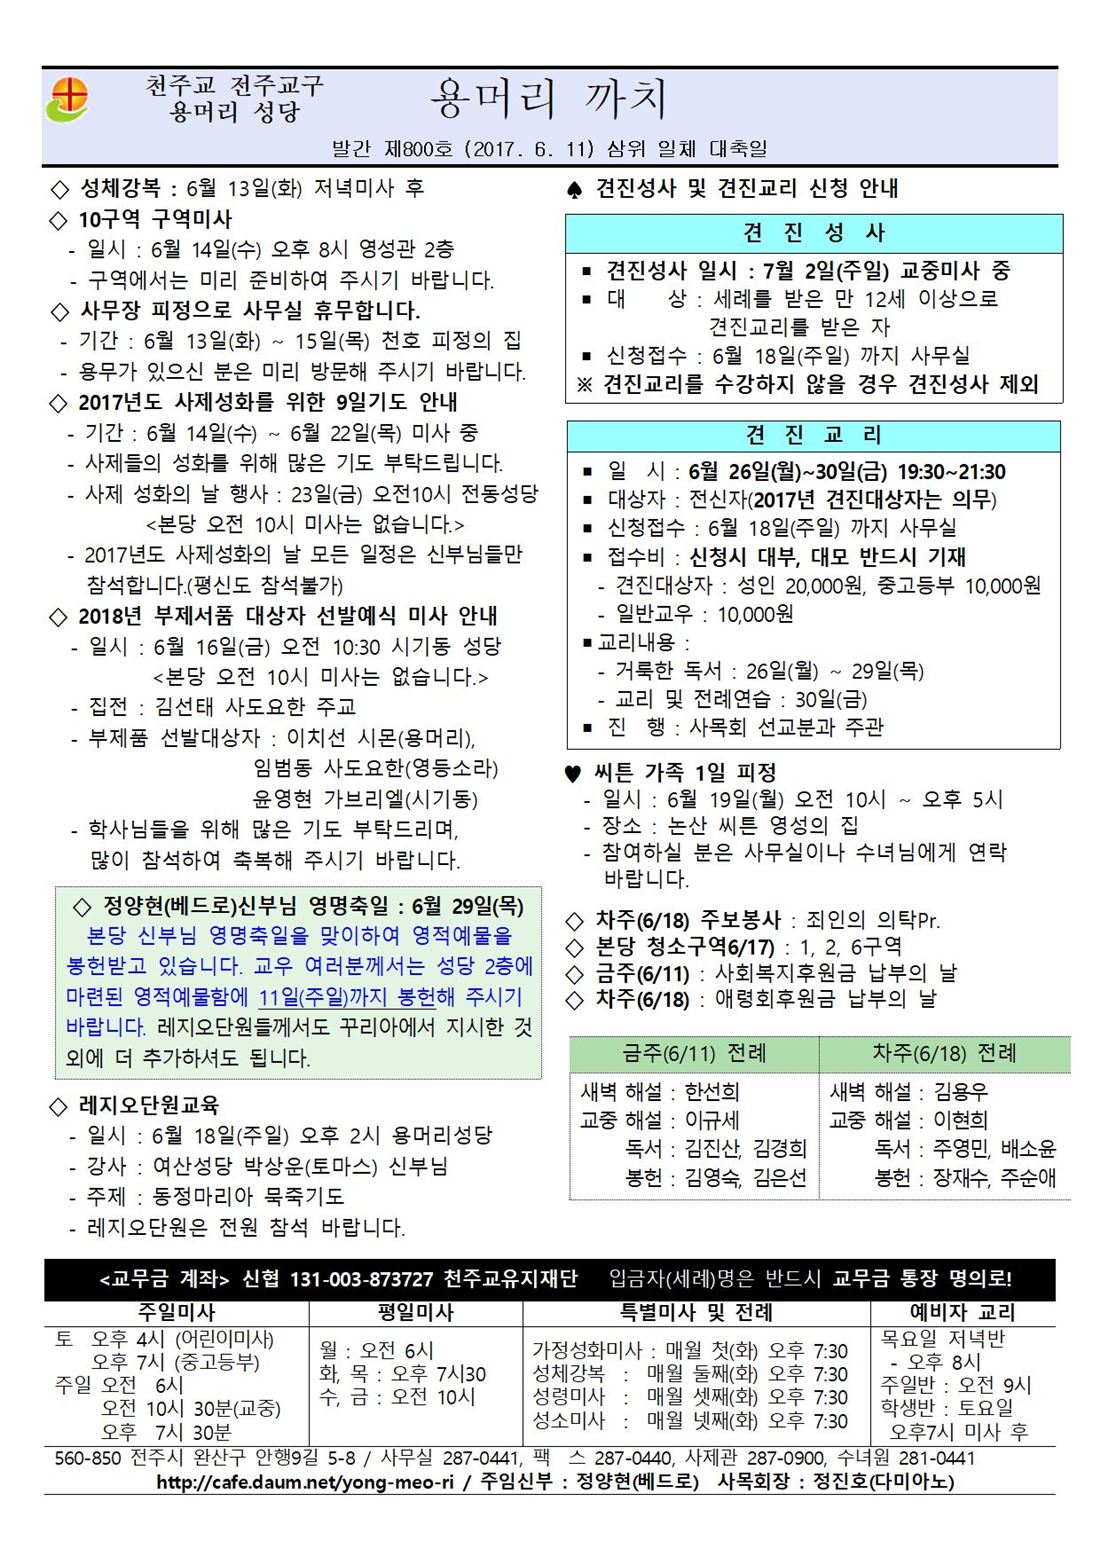 천주교 전주교구
용머리 성당
용머리 까치
발간 제800호 (2017. 6. 11) 삼위 일체 대축일
◇ 성체강복 : 6월 13일(화) 저녁미사 후
◇ 10구역 구역미사
- 일시 : 6월 14일(수) 오후 8시 영성관 2층
- 구역에서는 미리 준비하여 주시기 바랍니다.
◇ 사무장 피정으로 사무실 휴무합니다.
- 기간 : 6월 13일(화) ~ 15일(목) 천호 피정의 집
- 용무가 있으신 분은 미리 방문해 주시기 바랍니다.
◇ 2017년도 사제성화를 위한 9일기도 안내
- 기간 : 6월 14일(수) ~ 6월 22일(목) 미사 중
- 사제들의 성화를 위해 많은 기도 부탁드립니다.
- 사제 성화의 날 행사 : 23일(금) 오전10시 전동성당
<본당 오전 10시 미사는 없습니다.>
- 2017년도 사제성화의 날 모든 일정은 신부님들만
참석합니다.(평신도 참석불가)
◇ 2018년 부제서품 대상자 선발예식 미사 안내
- 일시 : 6월 16일(금) 오전 10:30 시기동 성당
<본당 오전 10시 미사는 없습니다.>
- 집전 : 김선태 사도요한 주교
- 부제품 선발대상자 : 이치선 시몬(용머리),
임범동 사도요한(영등소라)
윤영현 가브리엘(시기동)
- 학사님들을 위해 많은 기도 부탁드리며,
많이 참석하여 축복해 주시기 바랍니다.
◇ 정양현(베드로)신부님 영명축일 : 6월 29일(목)
본당 신부님 영명축일을 맞이하여 영적예물을
봉헌받고 있습니다. 교우 여러분께서는 성당 2층에
마련된 영적예물함에 11일(주일)까지 봉헌해 주시기
바랍니다. 레지오단원들께서도 꾸리아에서 지시한 것
외에 더 추가하셔도 됩니다.
◇ 레지오단원교육
- 일시 : 6월 18일(주일) 오후 2시 용머리성당
- 강사 : 여산성당 박상운(토마스) 신부님
- 주제 : 동정마리아 묵죽기도
- 레지오단원은 전원 참석 바랍니다.
♠ 견진성사 및 견진교리 신청 안내
견 진 성 사
▪ 견진성사 일시 : 7월 2일(주일) 교중미사 중
▪ 대 상 : 세례를 받은 만 12세 이상으로
견진교리를 받은 자
▪ 신청접수 : 6월 18일(주일) 까지 사무실
※ 견진교리를 수강하지 않을 경우 견진성사 제외
견 진 교 리
▪ 일 시 : 6월 26일(월)~30일(금) 19:30~21:30
▪ 대상자 : 전신자(2017년 견진대상자는 의무)
▪ 신청접수 : 6월 18일(주일) 까지 사무실
▪ 접수비 : 신청시 대부, 대모 반드시 기재
- 견진대상자 : 성인 20,000원, 중고등부 10,000원
- 일반교우 : 10,000원
▪교리내용 :
- 거룩한 독서 : 26일(월) ~ 29일(목)
- 교리 및 전례연습 : 30일(금)
▪ 진 행 : 사목회 선교분과 주관
♥ 씨튼 가족 1일 피정
- 일시 : 6월 19일(월) 오전 10시 ~ 오후 5시
- 장소 : 논산 씨튼 영성의 집
- 참여하실 분은 사무실이나 수녀님에게 연락
바랍니다.
◇ 차주(6/18) 주보봉사 : 죄인의 의탁Pr.
◇ 본당 청소구역6/17) : 1, 2, 6구역
◇ 금주(6/11) : 사회복지후원금 납부의 날
◇ 차주(6/18) : 애령회후원금 납부의 날
금주(6/11) 전례 차주(6/18) 전례
새벽 해설 : 한선희 새벽 해설 : 김용우
교중 해설 : 이규세 교중 해설 : 이현희
독서 : 김진산, 김경희 독서 : 주영민, 배소윤
봉헌 : 김영숙, 김은선 봉헌 : 장재수, 주순애
<교무금 계좌> 신협 131-003-873727 천주교유지재단 입금자(세례)명은 반드시 교무금 통장 명의로!
주일미사 평일미사 특별미사 및 전례 예비자 교리
토 오후 4시 (어린이미사)
오후 7시 (중고등부)
주일 오전 6시
오전 10시 30분(교중)
오후 7시 30분
월 : 오전 6시
화, 목 : 오후 7시30
수, 금 : 오전 10시
가정성화미사 : 매월 첫(화) 오후 7:30
성체강복 : 매월 둘째(화) 오후 7:30
성령미사 : 매월 셋째(화) 오후 7:30
성소미사 : 매월 넷째(화) 오후 7:30
목요일 저녁반
- 오후 8시
주일반 : 오전 9시
학생반 : 토요일
오후7시 미사 후
560-850 전주시 완산구 안행9길 5-8 / 사무실 287-0441, 팩 스 287-0440, 사제관 287-0900, 수녀원 281-0441
http://cafe.daum.net/yong-meo-ri / 주임신부 : 정양현(베드로) 사목회장 : 정진호(다미아노)